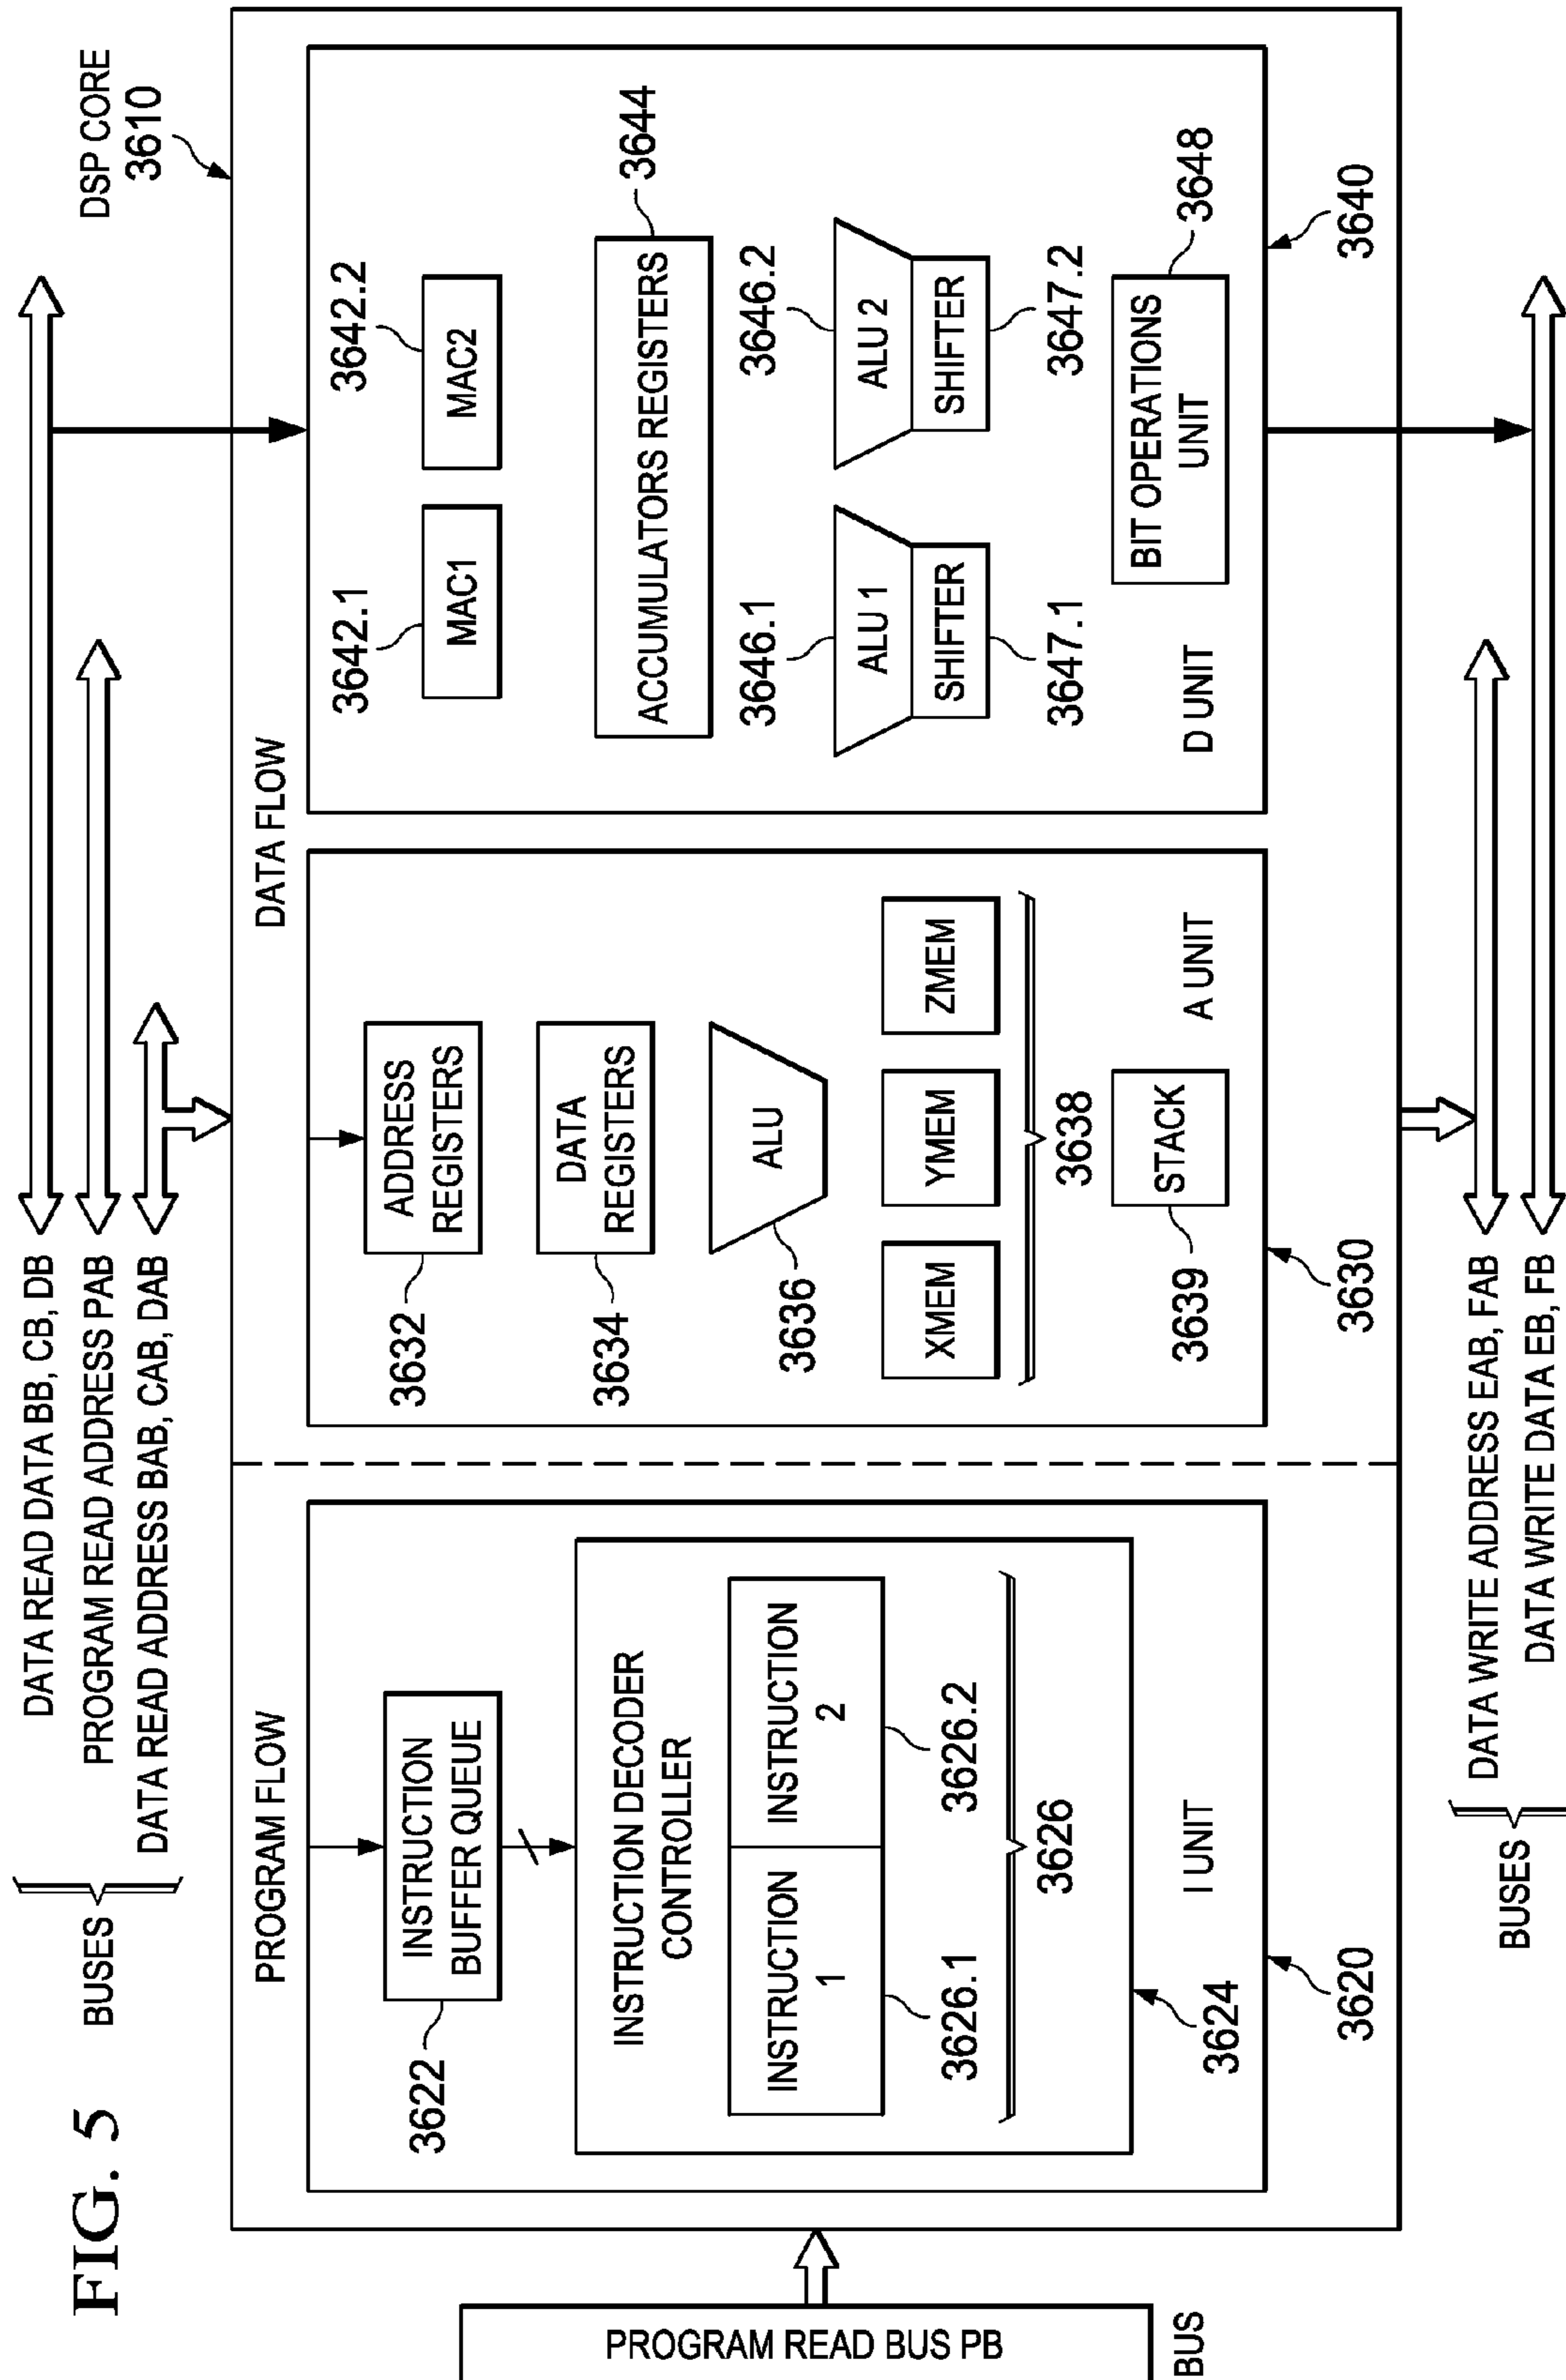 FIG. 5
BUSES
DATA READ DATA BB, CB, DB
PROGRAM READ ADDRESS PAB
DATA READ ADDRESS BAB, CAB, DAB
DSP CORE
3610
PROGRAM READ BUS PB
BUS
PROGRAM FLOW
3622
INSTRUCTION
BUFFER QUEUE
INSTRUCTION DECODER
CONTROLLER
INSTRUCTION
1
INSTRUCTION
2
3626.1
3626.2
3626
3624
I UNIT
3620
DATA FLOW
3632
ADDRESS
REGISTERS
3634
DATA
REGISTERS
3636
ALU
XMEM
YMEM
ZMEM
3638
3639
STACK
A UNIT
3630
3642.1
3642.2
MAC1
MAC2
ACCUMULATORS REGISTERS
3644
3646.1
3646.2
ALU 1
ALU 2
SHIFTER
SHIFTER
3647.1
3647.2
BIT OPERATIONS
UNIT
3648
D UNIT
3640
BUSES
DATA WRITE ADDRESS EAB, FAB
DATA WRITE DATA EB, FB